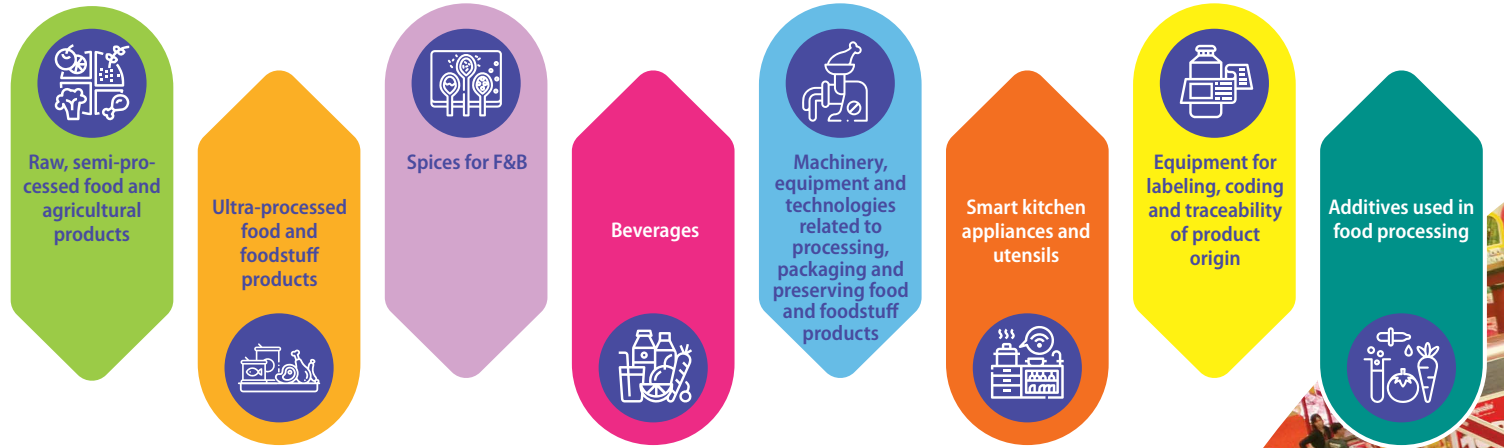 Raw, semi-pro-
cessed food and
agricultural
products
Ultra-processed
food and
foodstuff
products
Spices for F&B
Beverages
Machinery,
equipment and
technologies
related to
processing,
packaging and
preserving food
and foodstuff
products
Smart kitchen
appliances and
utensils
Equipment for
labeling, coding
and traceability
of product
origin
Additives used in
food processing